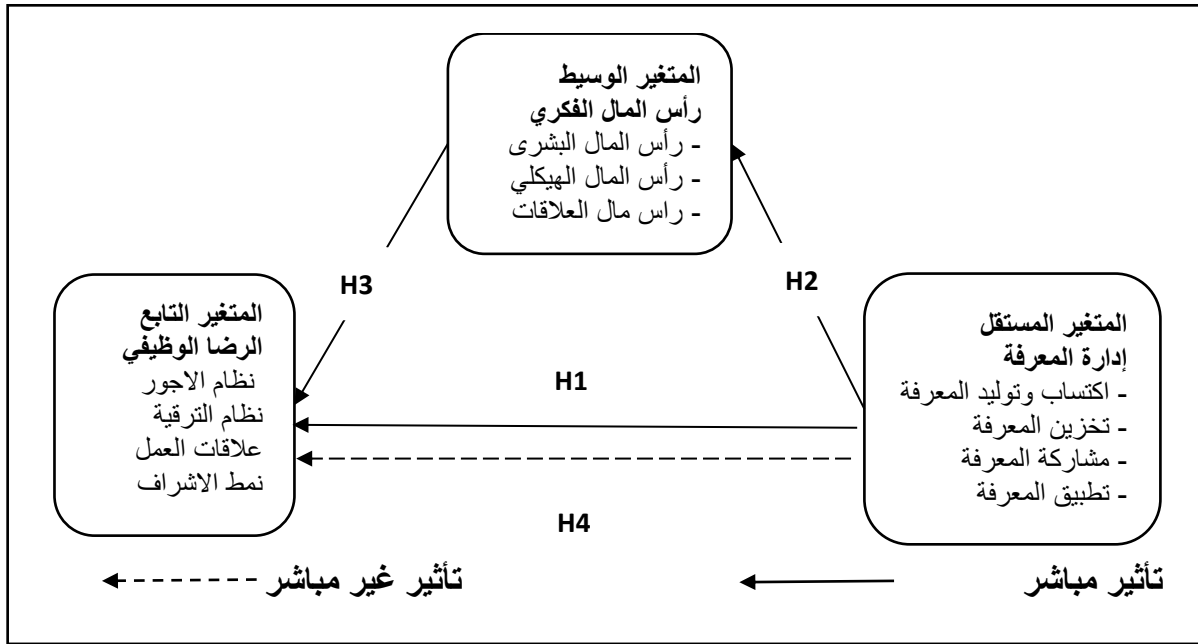 المتغير الوسيط
رأس المال الفكري
- رأس المال البشرى
- رأس المال الهيكلي
- راس مال العلاقات
H3
H2
المتغير المستقل
إدارة المعرفة
- اكتساب وتوليد المعرفة
- تخزين المعرفة
- مشاركة المعرفة
- تطبيق المعرفة
H1
H4
المتغير التابع
الرضا الوظيفي
نظام الاجور
نظام الترقية
علاقات العمل
نمط الاشراف
تأثير مباشر
تأثير غير مباشر